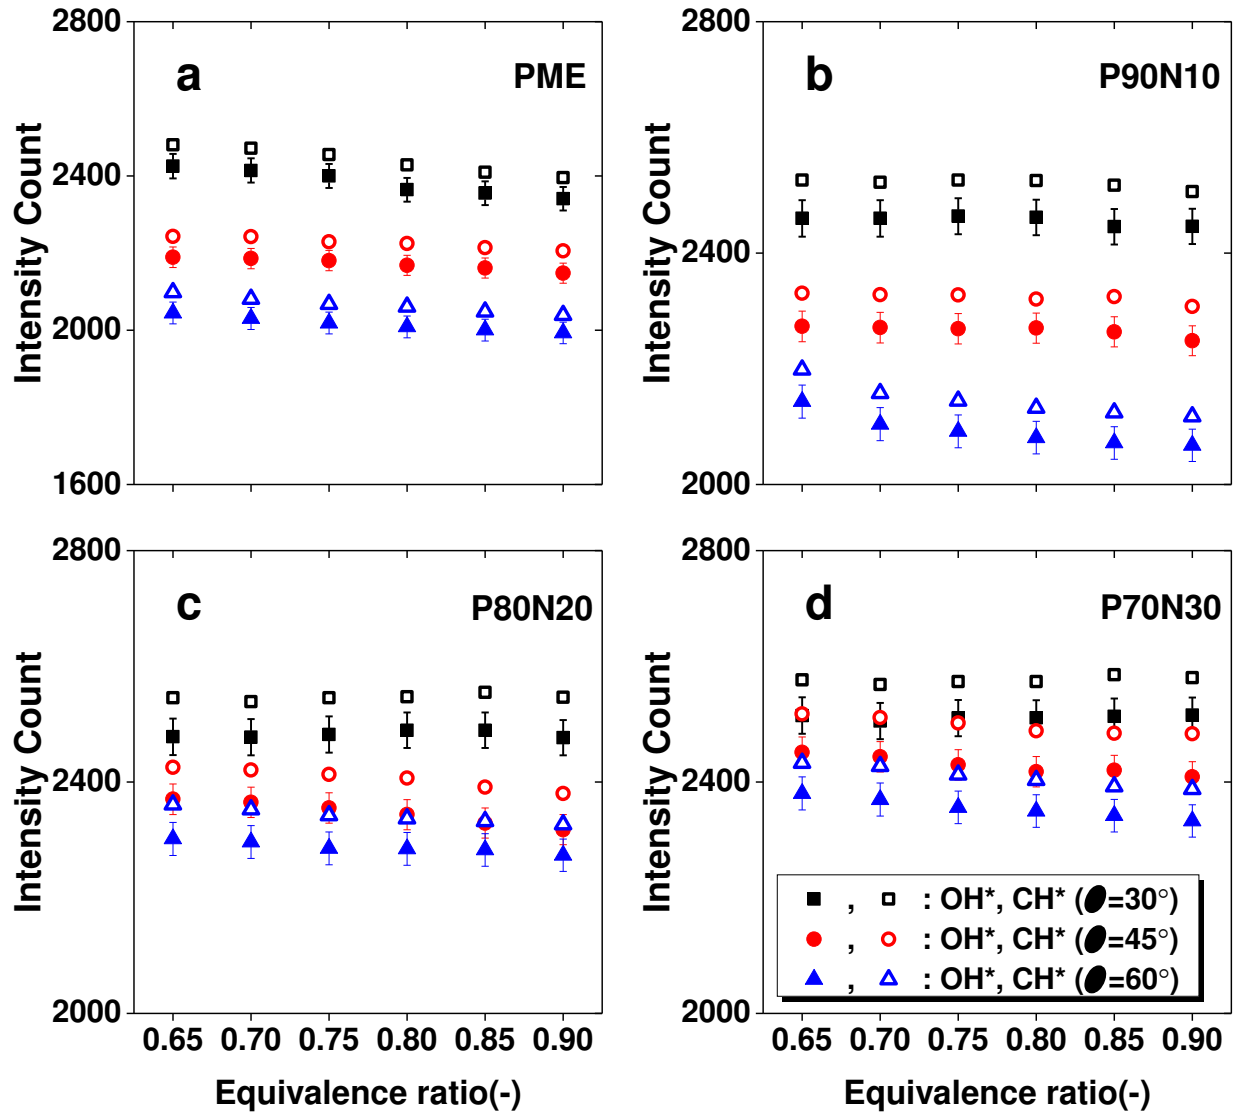 2800
2400
2000
1600
Intensity Count
a
PME
2800
2400
2000
Intensity Count
b
P90N10
2800
2400
2000
Intensity Count
c
P80N20
0.65 0.70 0.75 0.80 0.85 0.90
Equivalence ratio(-)
2800
2400
2000
Intensity Count
d
P70N30
, : OH*, CH* (=30°)
, : OH*, CH* (=45°)
, : OH*, CH* (=60°)
0.65 0.70 0.75 0.80 0.85 0.90
Equivalence ratio(-)